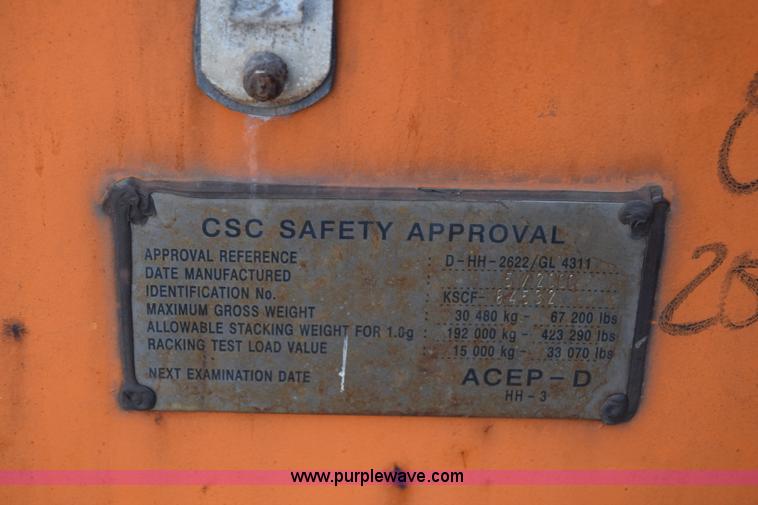 CSC SAFETY APPROVAL
APPROVAL REFERENCE : D-HH-2622/GL 4311
DATE MANUFACTURED :
IDENTIFICATION No. : KSCF-
MAXIMUM GROSS WEIGHT : 30 480 kg - 67 200 lbs
ALLOWABLE STACKING WEIGHT FOR 1.8g : 192 000 kg - 423 290 lbs
RACKING TEST LOAD VALUE : 15 000 kg - 33 070 lbs
NEXT EXAMINATION DATE ACEP-D
HH-3
www.purplewave.com